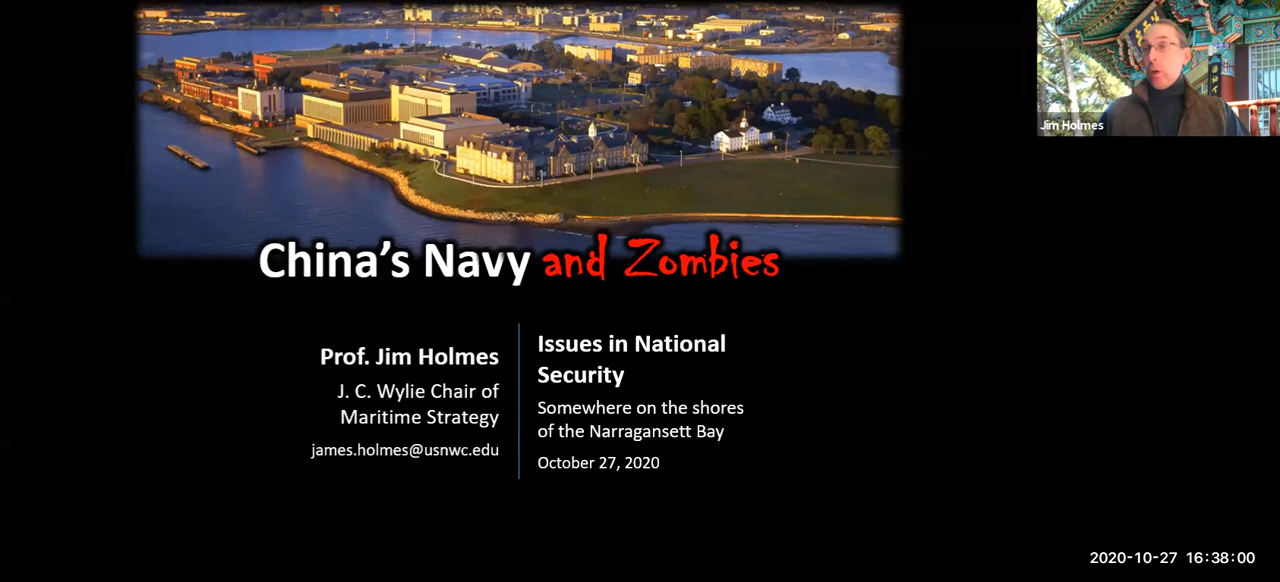 Jim Holmes
China's Navy and Zombies
Prof. Jim Holmes
J. C. Wylie Chair of
Maritime Strategy
james.holmes@usnwc.edu
Issues in National
Security
Somewhere on the shores
of the Narragansett Bay
October 27, 2020
2020-10-27 16:38:00